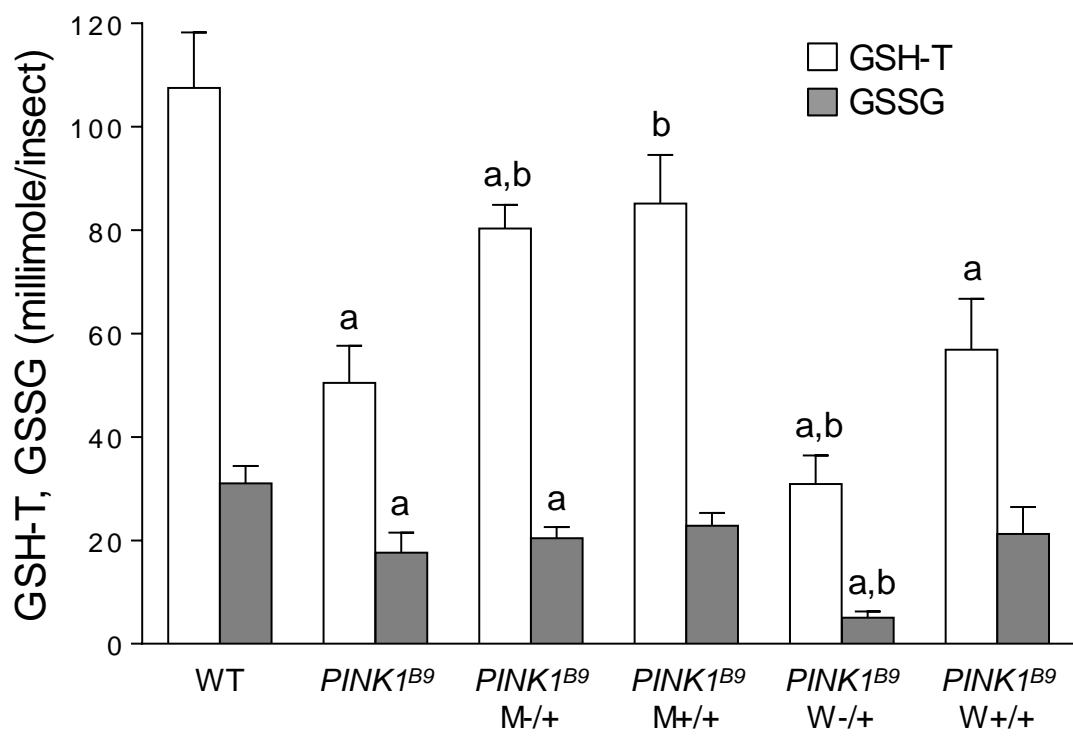 GSH-T, GSSG (millimole/insect)
120
100
80
60
40
20
0
GSH-T
GSSG
a
a
a,b
a
b
a,b
a,b
a
WT
PINK1B9
PINK1B9
M-/+
PINK1B9
M+/+
PINK1B9
W-/+
PINK1B9
W+/+